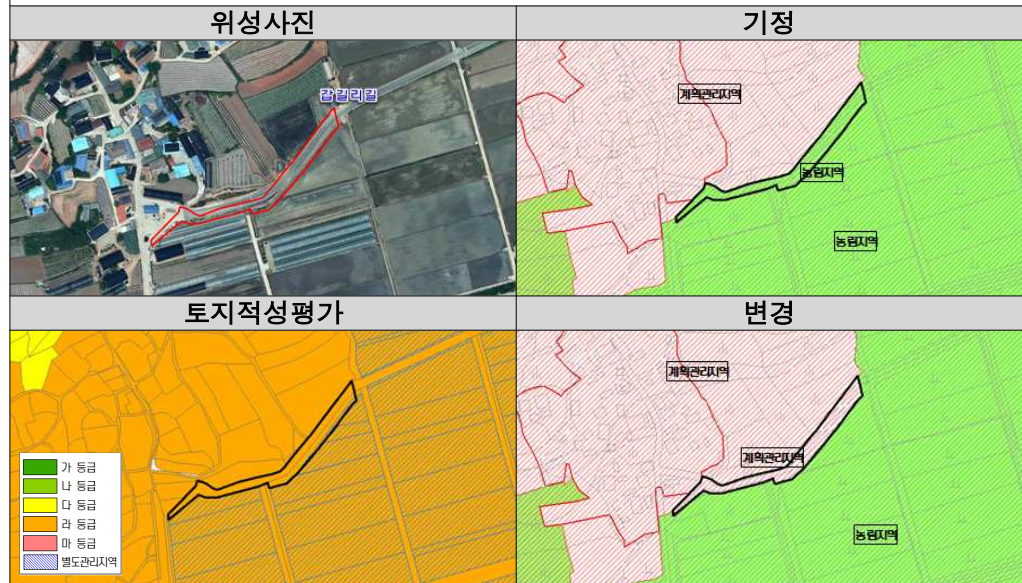 위성사진
기정
갑길리길
계획관리지역
농림지역
농림지역
토지적성평가
변경
가 등급
나 등급
다 등급
라 등급
마 등급
별도관리지역
계획관리지역
계획관리지역
농림지역